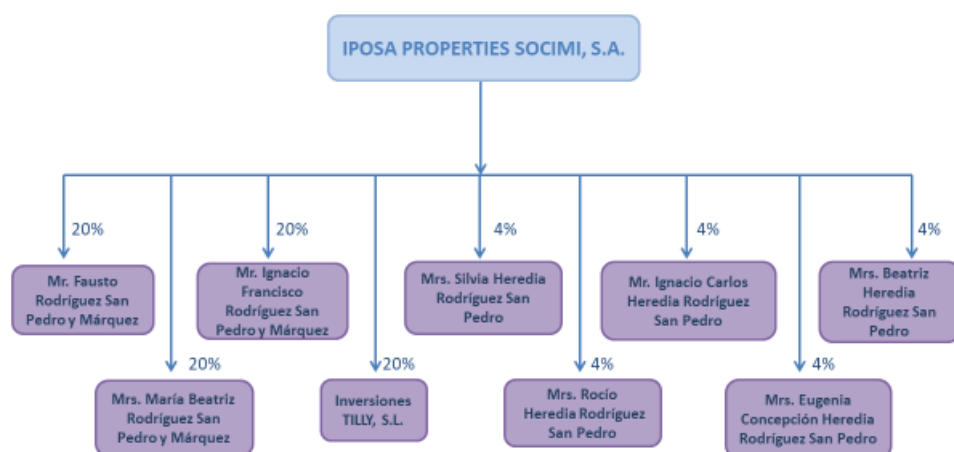 IPOSA PROPERTIES SOCIMI, S.A.
20%
20%
4%
4%
4%
Mr. Fausto
Rodríguez San
Pedro y Márquez
Mr. Ignacio
Francisco
Rodríguez San
Pedro y Márquez
Mrs. Silvia Heredia
Rodríguez San
Pedro
Mr. Ignacio Carlos
Heredia Rodríguez
San Pedro
Mrs. Beatriz
Heredia
Rodríguez San
Pedro
20%
20%
4%
4%
Mrs. María Beatriz
Rodríguez San
Pedro y Márquez
Inversiones
TILLY, S.L.
Mrs. Rocío
Heredia Rodríguez
San Pedro
Mrs. Eugenia
Concepción Heredia
Rodríguez San Pedro